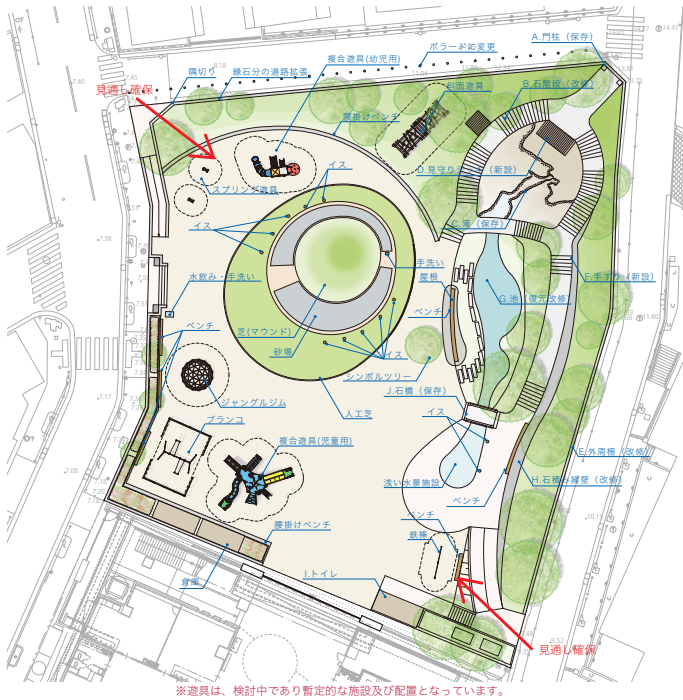 ボラードに変更
A.門柱（保存）
複合遊具(幼児用)
隅切り
縁石分の道路拡張
見通し確保
お困遊具
B.石階段（改修）
腰掛けベンチ
D.見守りデッキ（新設）
イス
スプリング遊具
イス
C.滝（保存）
手洗い
屋根
水飲み・手洗い
F.手すり（新設）
G.池（復元改修）
ベンチ
ベンチ
芝(マウンド)
砂場
イス
シンボルツリー
J.石橋（保存）
ジャングルジム
人工芝
イス
ブランコ
複合遊具(児童用)
E.外周柵（改修）
浅い水景施設
H.石積み擁壁（改修）
ベンチ
ベンチ
腰掛けベンチ
鉄棒
倉庫
I.トイレ
見通し確保
※遊具は、検討中であり暫定的な施設及び配置となっています。